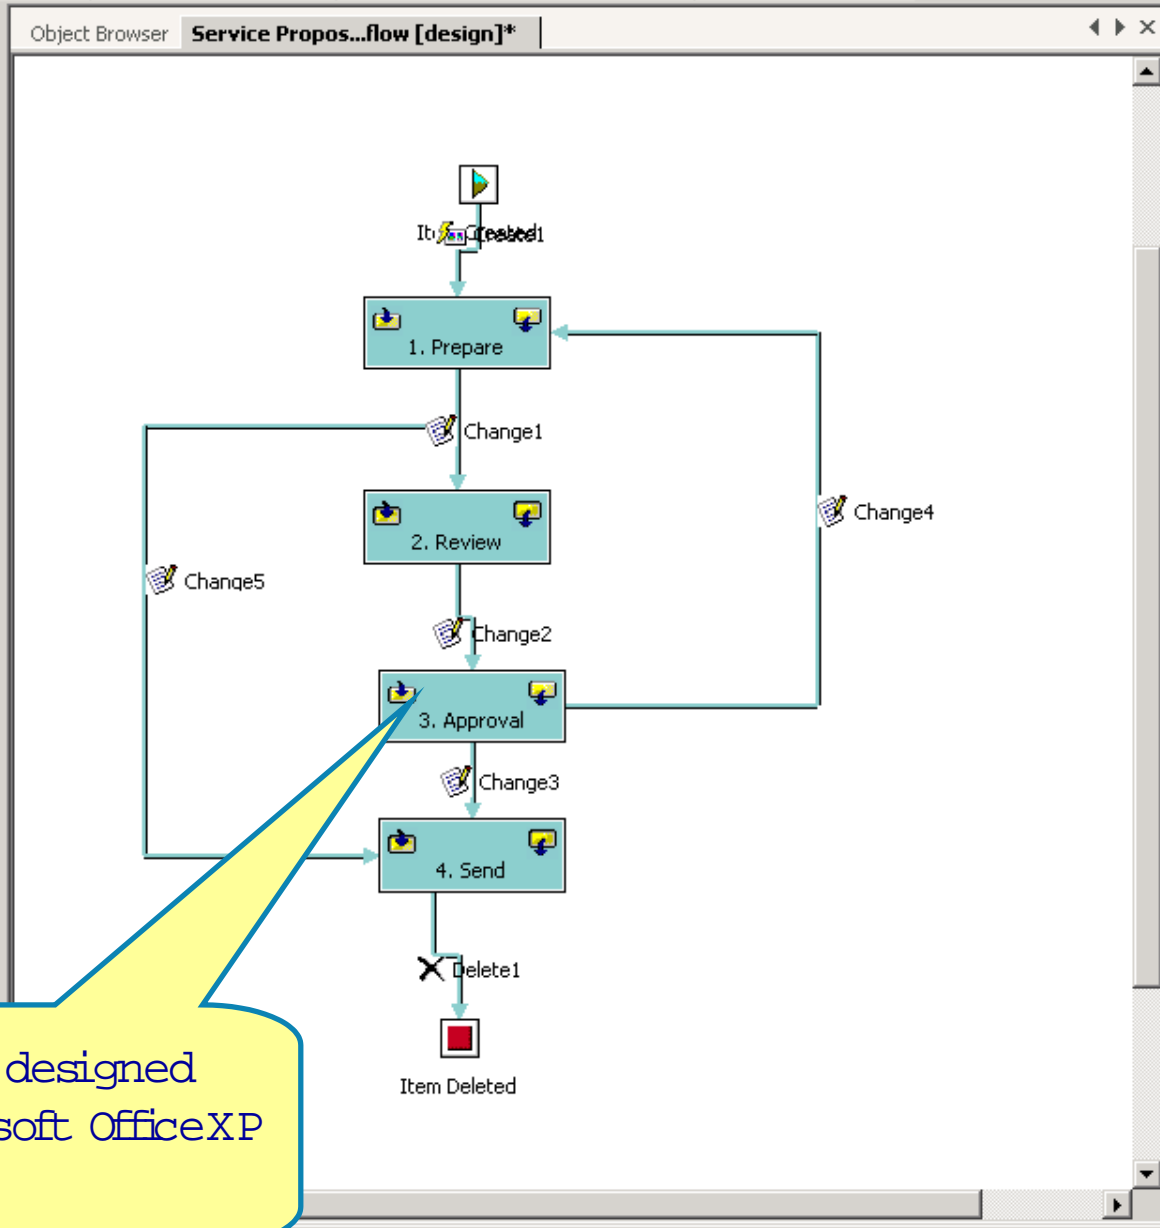 Object Browser
Service Propos...flow [design]*
Create1
1. Prepare
Change1
Change4
2. Review
Change5
Change2
3. Approval
Change3
4. Send
Delete1
Item Deleted
designed
soft OfficeXP